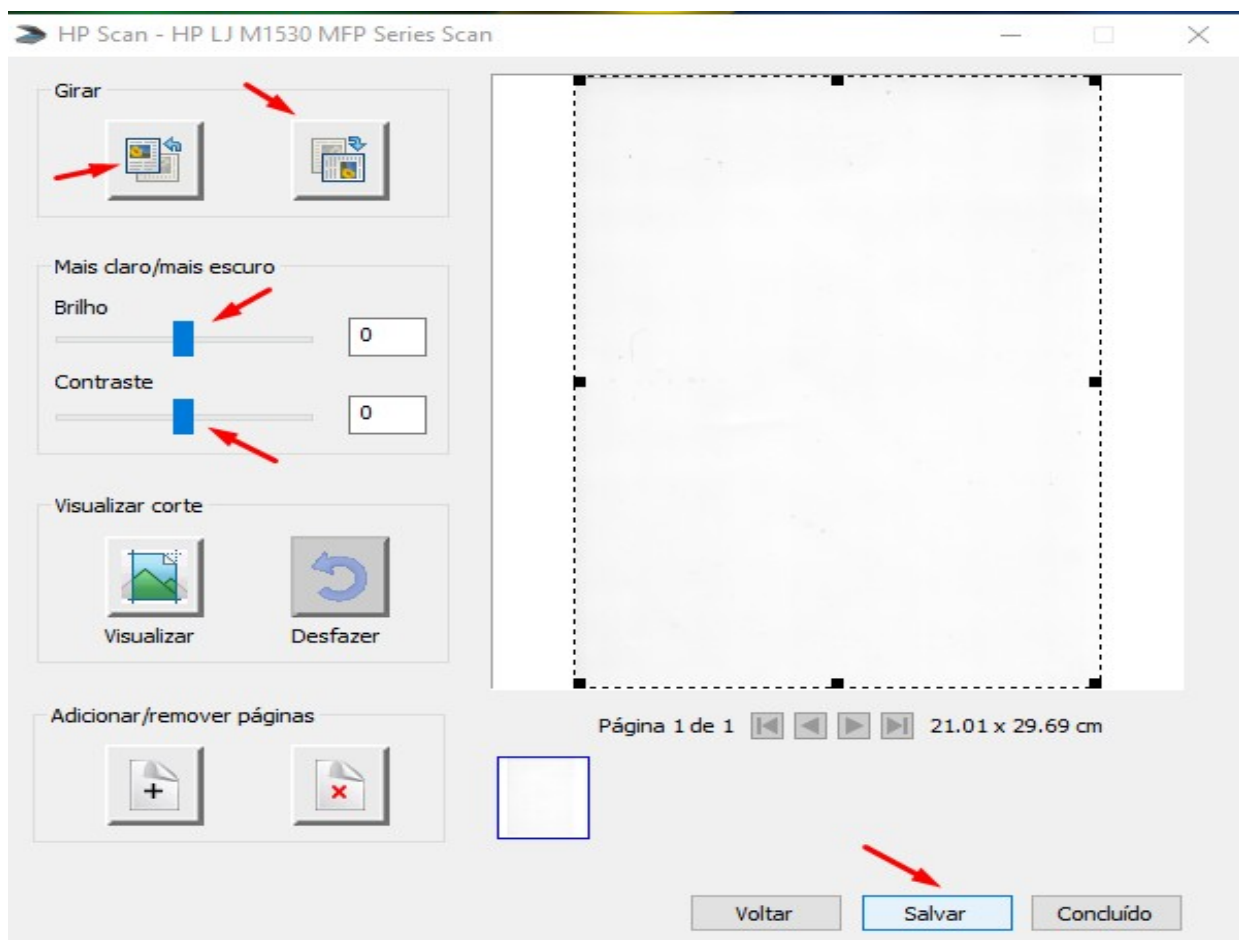 HP Scan - HP LJ M1530 MFP Series Scan
Girar
Mais claro/mais escuro
Brilho
0
Contraste
0
Visualizar corte
Visualizar Desfazer
Adicionar/remover páginas
Página 1 de 1 21.01 x 29.69 cm
Voltar Salvar Concluído